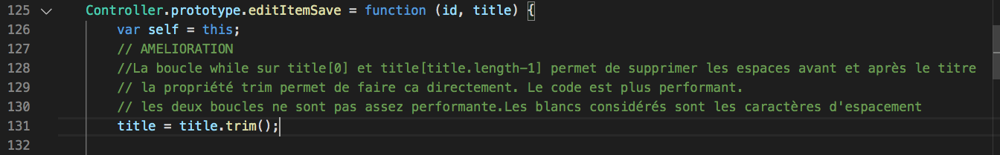 125 Controller.prototype.editItemSave = function (id, title) {
126 var self = this;
127 // AMELIORATION
128 //La boucle while sur title[0] et title[title.length-1] permet de supprimer les espaces avant et après le titre
129 // la propriété trim permet de faire ca directement. Le code est plus performant.
130 // les deux boucles ne sont pas assez performante.Les blancs considérés sont les caractères d'espacement
131 title = title.trim();
132